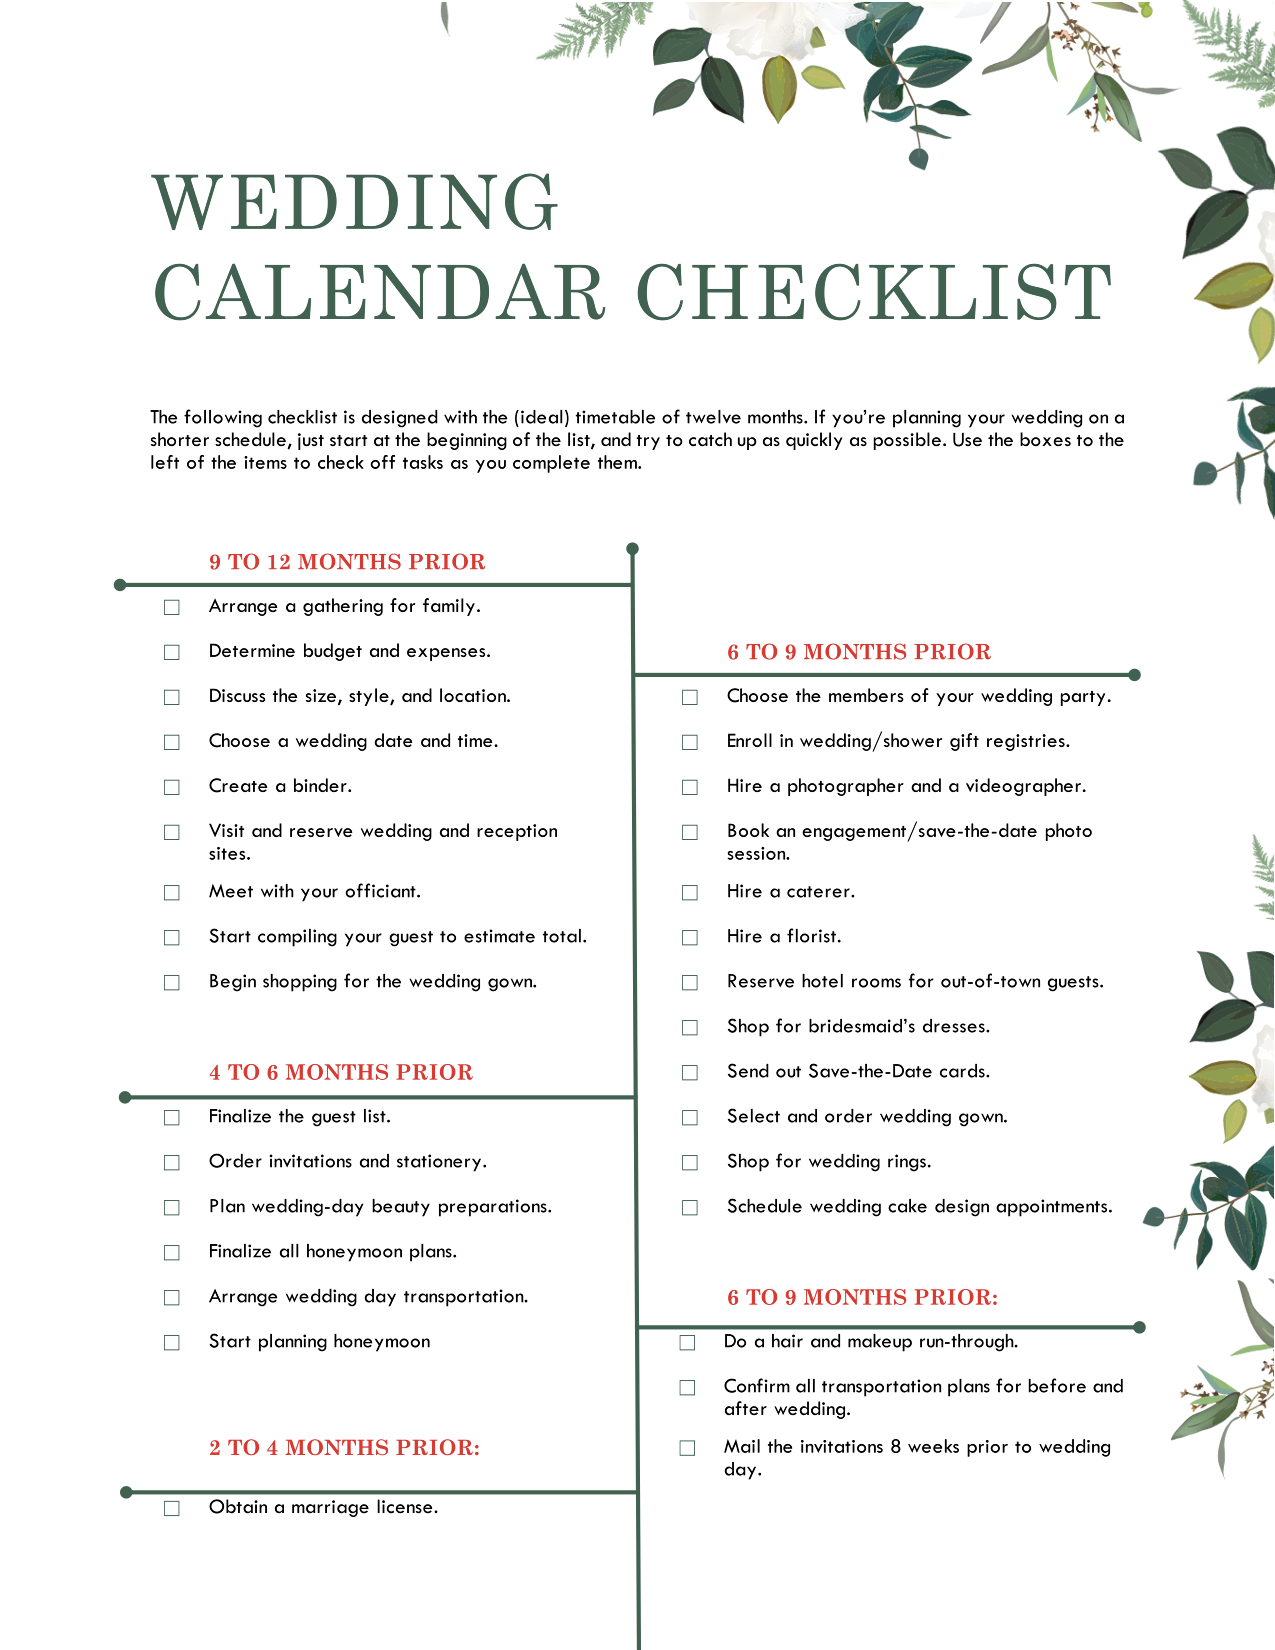 WEDDING
CALENDAR CHECKLIST
The following checklist is designed with the (ideal) timetable of twelve months. If you’re planning your wedding on a
shorter schedule, just start at the beginning of the list, and try to catch up as quickly as possible. Use the boxes to the
left of the items to check off tasks as you complete them.
9 TO 12 MONTHS PRIOR
Arrange a gathering for family.
Determine budget and expenses.
Discuss the size, style, and location.
Choose a wedding date and time.
Create a binder.
Visit and reserve wedding and reception
sites.
Meet with your officiant.
Start compiling your guest to estimate total.
Begin shopping for the wedding gown.
4 TO 6 MONTHS PRIOR
Finalize the guest list.
Order invitations and stationery.
Plan wedding-day beauty preparations.
Finalize all honeymoon plans.
Arrange wedding day transportation.
Start planning honeymoon
2 TO 4 MONTHS PRIOR:
Obtain a marriage license.
6 TO 9 MONTHS PRIOR
Choose the members of your wedding party.
Enroll in wedding/shower gift registries.
Hire a photographer and a videographer.
Book an engagement/save-the-date photo
session.
Hire a caterer.
Hire a florist.
Reserve hotel rooms for out-of-town guests.
Shop for bridesmaid’s dresses.
Send out Save-the-Date cards.
Select and order wedding gown.
Shop for wedding rings.
Schedule wedding cake design appointments.
6 TO 9 MONTHS PRIOR:
Do a hair and makeup run-through.
Confirm all transportation plans for before and
after wedding.
Mail the invitations 8 weeks prior to wedding
day.